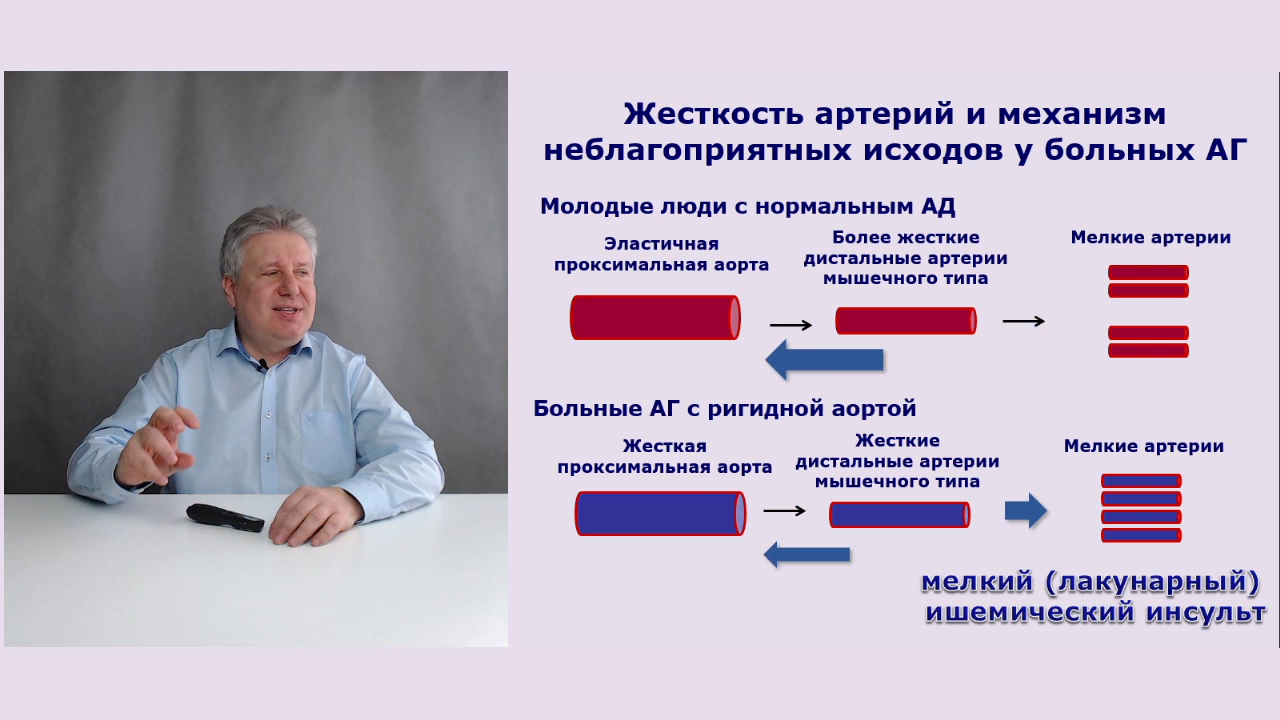 Жесткость артерий и механизм
неблагоприятных исходов у больных АГ
Молодые люди с нормальным АД
Эластичная
проксимальная аорта
Более жесткие
дистальные артерии
мышечного типа
Мелкие артерии
Больные АГ с ригидной аортой
Жесткая
проксимальная аорта
Жесткие
дистальные артерии
мышечного типа
Мелкие артерии
мелкий (лакунарный)
ишемический инсульт